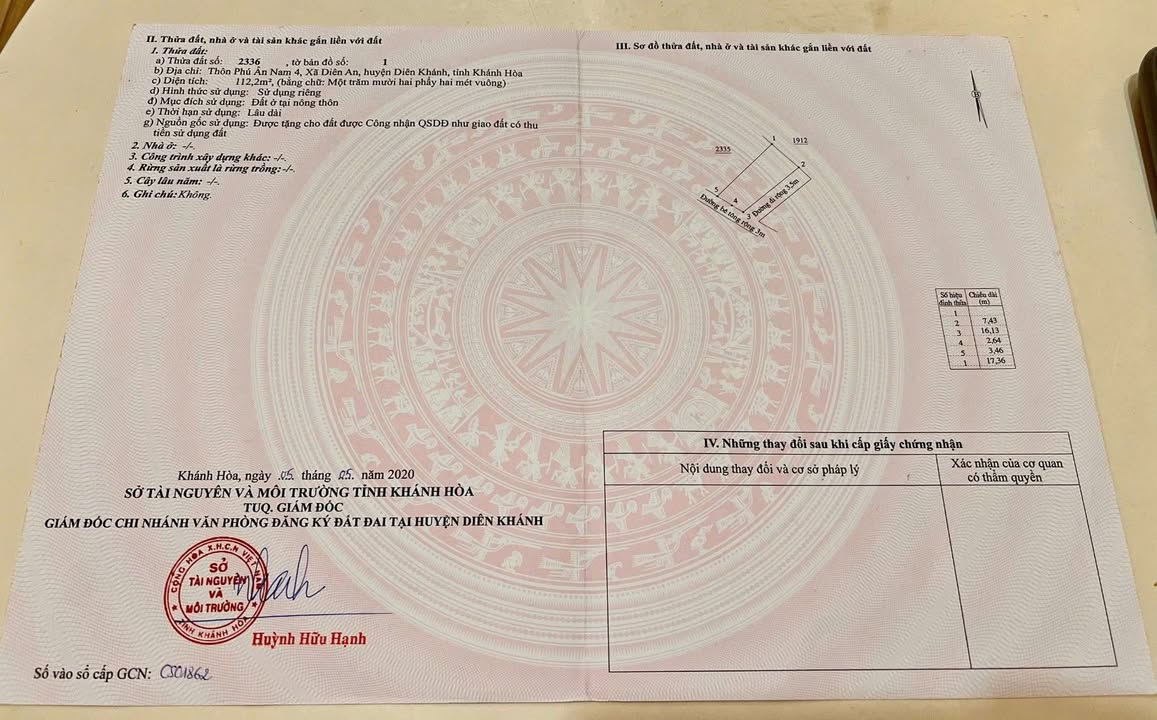 II. Thửa đất, nhà ở và tài sản khác gắn liền với đất
1. Thửa đất:
a) Thửa đất số: 2336 , tờ bản đồ số: 1
b) Địa chỉ: Thôn Phú Ân Nam 4, Xã Diên An, huyện Diên Khánh, tỉnh Khánh Hòa
c) Diện tích: 112,2m², (bằng chữ: Một trăm mười hai phẩy hai mét vuông)
d) Hình thức sử dụng: Sử dụng riêng
đ) Mục đích sử dụng: Đất ở tại nông thôn
e) Thời hạn sử dụng: Lâu dài
g) Nguồn gốc sử dụng: Được tặng cho đất được Công nhận QSDĐ như giao đất có thu
tiền sử dụng đất
2. Nhà ở: -/-.
3. Công trình xây dựng khác: -/-.
4. Rừng sản xuất là rừng trồng: -/-.
5. Cây lâu năm: -/-.
6. Ghi chú: Không.
Khánh Hòa, ngày 05 tháng 05 năm 2020
SỞ TÀI NGUYÊN VÀ MÔI TRƯỜNG TỈNH KHÁNH HÒA
TUQ. GIÁM ĐỐC
GIÁM ĐỐC CHI NHÁNH VĂN PHÒNG ĐĂNG KÝ ĐẤT ĐAI TẠI HUYỆN DIÊN KHÁNH
CỘNG HÒA X.H.C.N VIỆT NAM
SỞ
TÀI NGUYÊN
VÀ
MÔI TRƯỜNG
TỈNH KHÁNH HÒA
Huỳnh Hữu Hạnh
Số vào sổ cấp GCN: CS01862
III. Sơ đồ thửa đất, nhà ở và tài sản khác gắn liền với đất
B
1
1912
2335
2
5
4
3
Đường đi rộng 3,5m
Đường bê tông rộng 3m
Số hiệu Chiều dài
đỉnh thửa (m)
1
2 7,43
3 16,13
4 2,64
5 3,46
1 17,36
IV. Những thay đổi sau khi cấp giấy chứng nhận
Nội dung thay đổi và cơ sở pháp lý
Xác nhận của cơ quan
có thẩm quyền